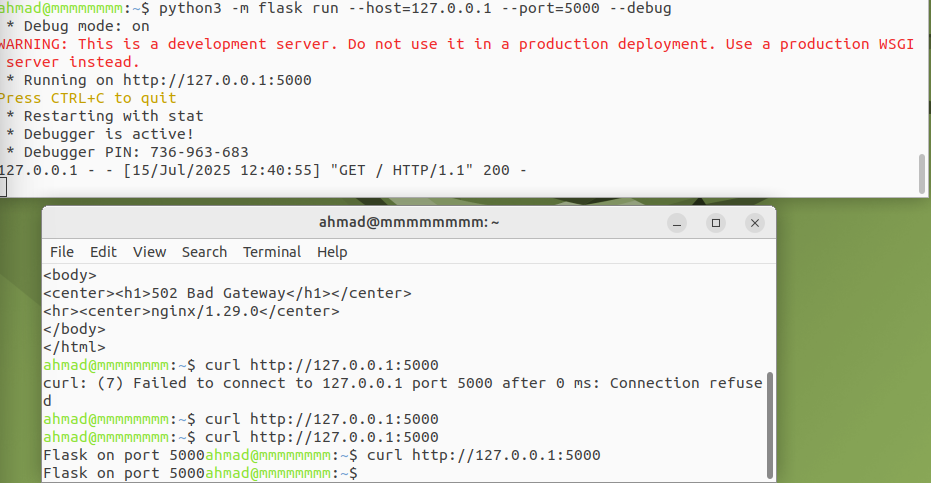 ahmad@mmmmmmmm:~$ python3 -m flask run --host=127.0.0.1 --port=5000 --debug
 * Debug mode: on
WARNING: This is a development server. Do not use it in a production deployment. Use a production WSGI
 server instead.
 * Running on http://127.0.0.1:5000
Press CTRL+C to quit
 * Restarting with stat
 * Debugger is active!
 * Debugger PIN: 736-963-683
127.0.0.1 - - [15/Jul/2025 12:40:55] "GET / HTTP/1.1" 200 -
ahmad@mmmmmmmm: ~
File Edit View Search Terminal Help
<body>
<center><h1>502 Bad Gateway</h1></center>
<hr><center>nginx/1.29.0</center>
</body>
</html>
ahmad@mmmmmmmm:~$ curl http://127.0.0.1:5000
curl: (7) Failed to connect to 127.0.0.1 port 5000 after 0 ms: Connection refuse
d
ahmad@mmmmmmmm:~$ curl http://127.0.0.1:5000
ahmad@mmmmmmmm:~$ curl http://127.0.0.1:5000
Flask on port 5000ahmad@mmmmmmmm:~$ curl http://127.0.0.1:5000
Flask on port 5000ahmad@mmmmmmmm:~$